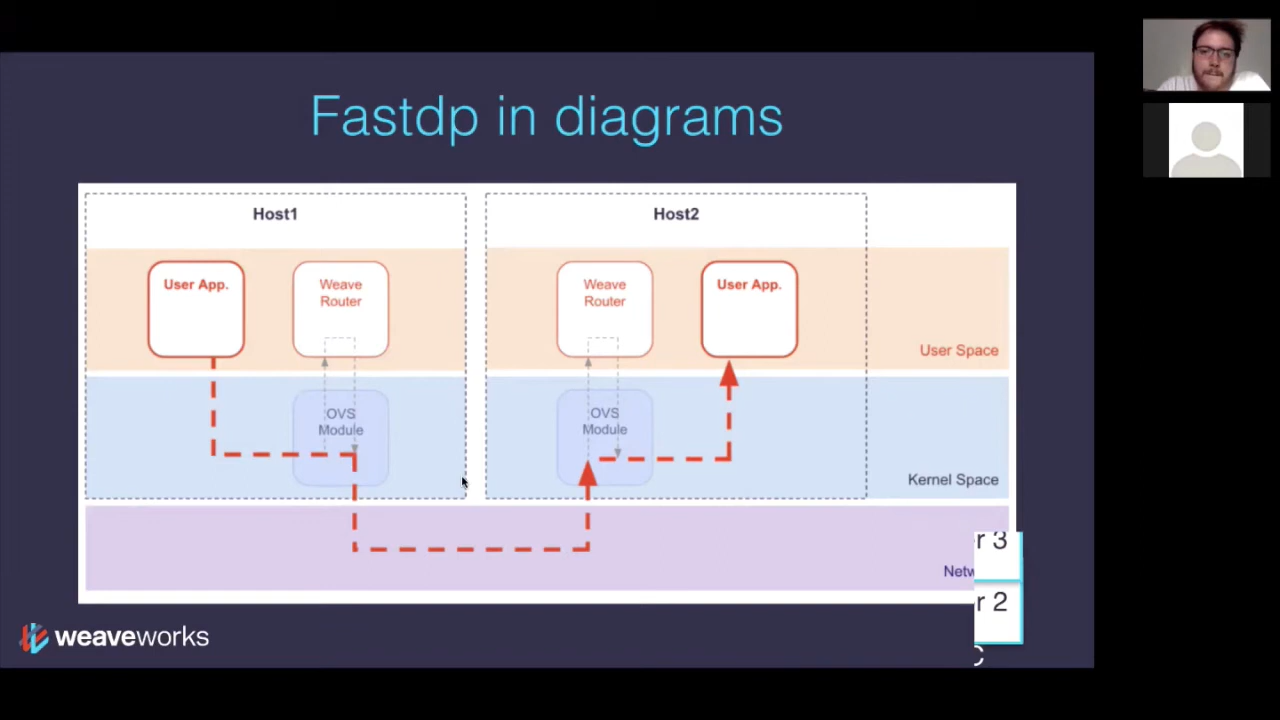 Fastdp in diagrams
Host1
Host2
User App.
Weave
Router
Weave
Router
User App.
User Space
OVS
Module
OVS
Module
Kernel Space
r 3
Netw
r 2
weaveworks